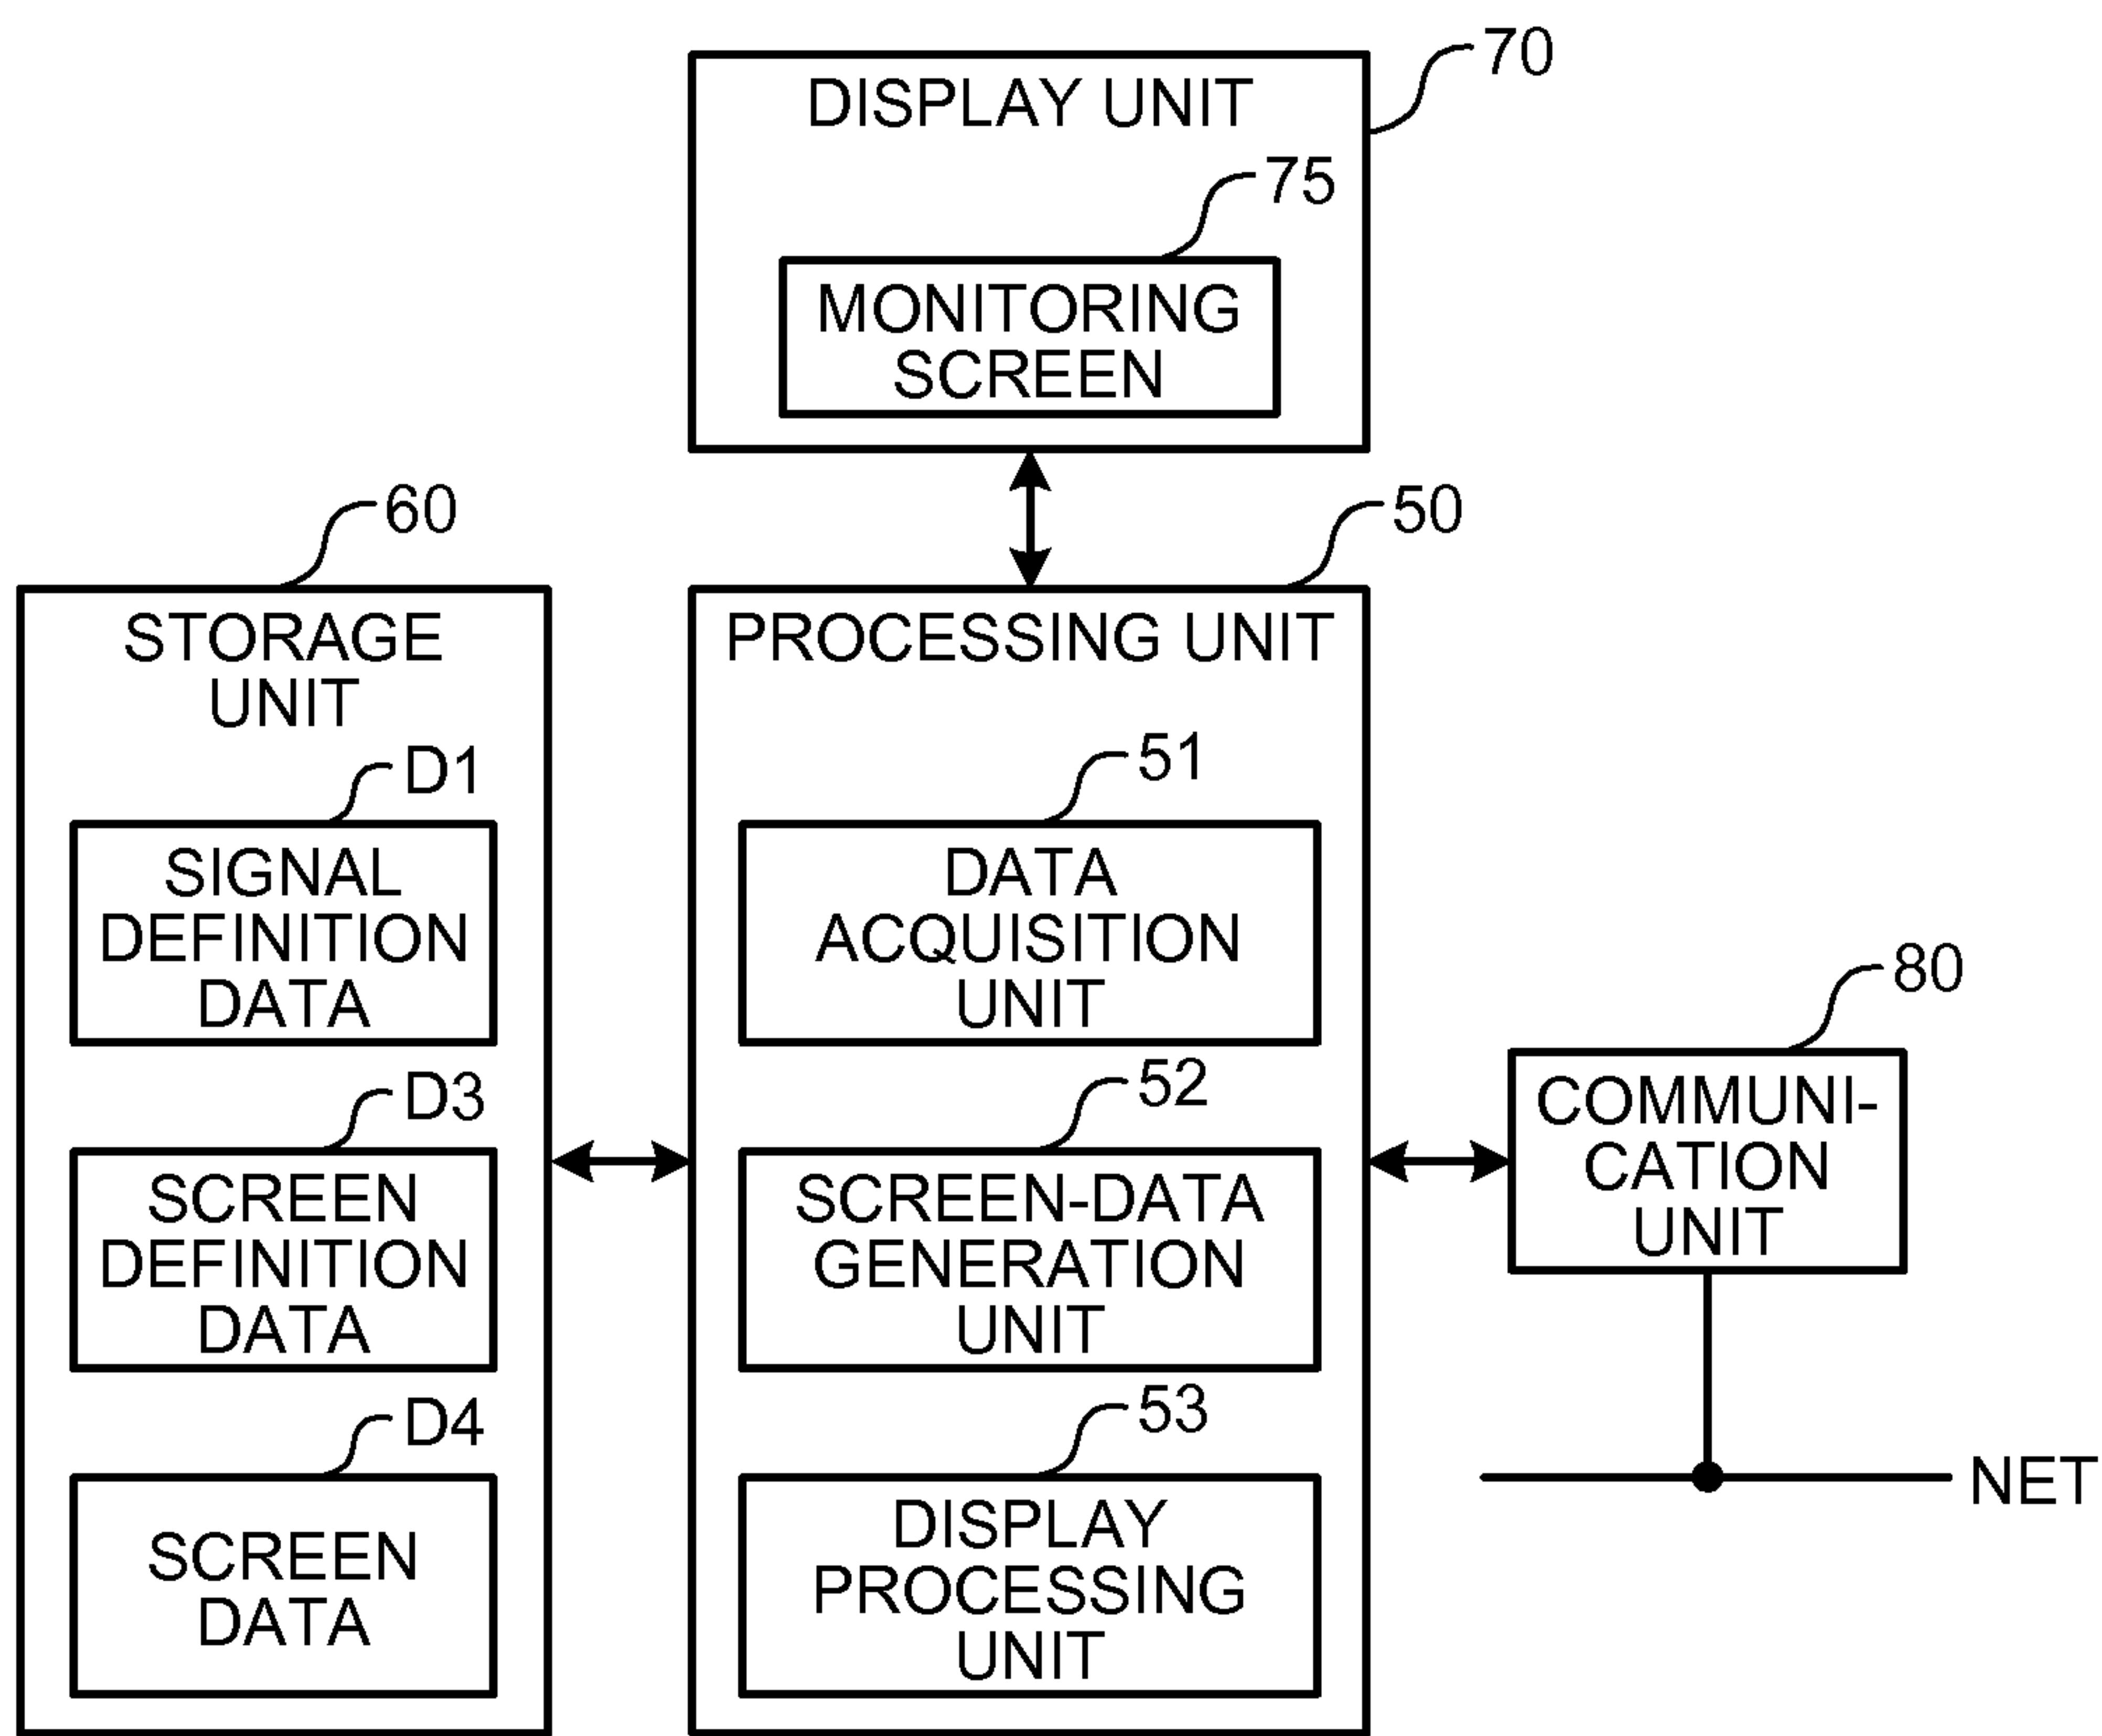 70
DISPLAY UNIT
75
MONITORING
SCREEN
60
STORAGE
UNIT
D1
SIGNAL
DEFINITION
DATA
D3
SCREEN
DEFINITION
DATA
D4
SCREEN
DATA
50
PROCESSING UNIT
51
DATA
ACQUISITION
UNIT
52
SCREEN-DATA
GENERATION
UNIT
53
DISPLAY
PROCESSING
UNIT
80
COMMUNI-
CATION
UNIT
NET